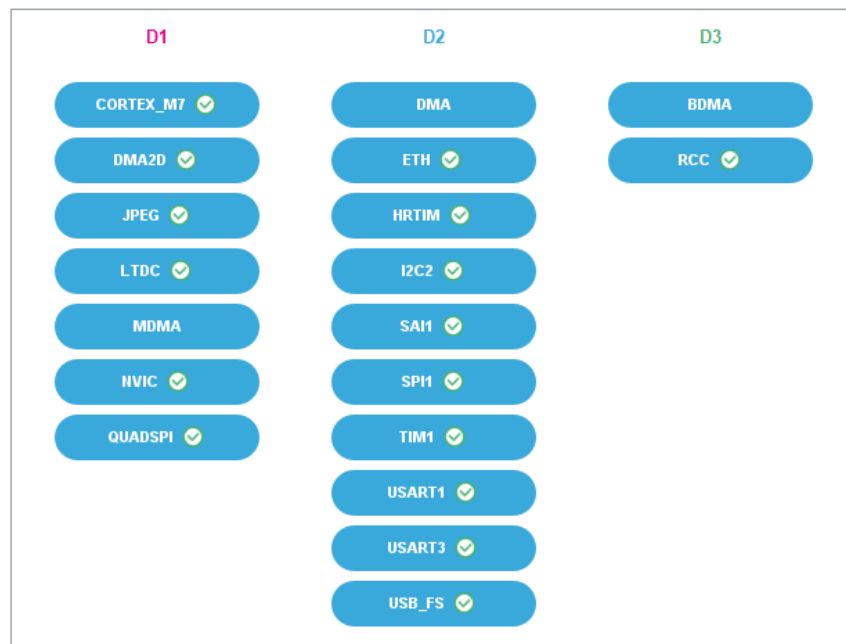 D1
CORTEX_M7
DMA2D
JPEG
LTDC
MDMA
NVIC
QUADSPI
D2
DMA
ETH
HRTIM
I2C2
SAI1
SPI1
TIM1
USART1
USART3
USB_FS
D3
BDMA
RCC